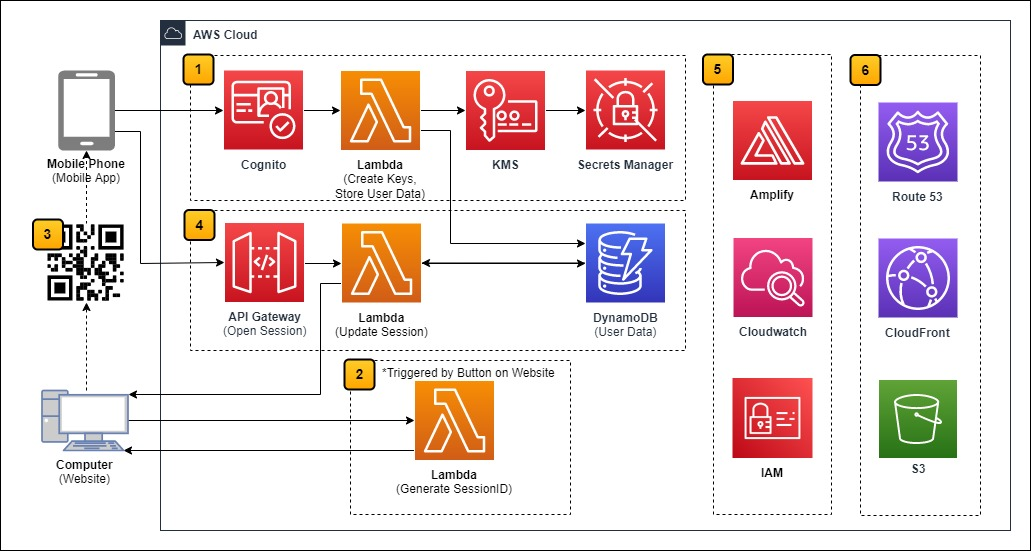 AWS Cloud
1
Cognito
Lambda
(Create Keys,
Store User Data)
KMS
Secrets Manager
5
Amplify
Cloudwatch
IAM
6
53
Route 53
CloudFront
S3
Mobile Phone
(Mobile App)
3
4
API Gateway
(Open Session)
Lambda
(Update Session)
DynamoDB
(User Data)
2
*Triggered by Button on Website
Lambda
(Generate SessionID)
Computer
(Website)